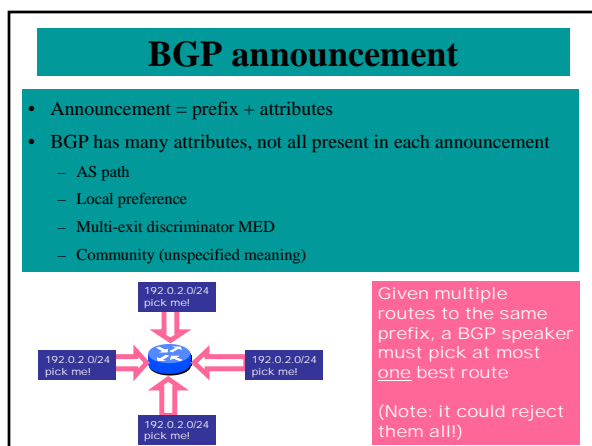 BGP announcement
• Announcement = prefix + attributes
• BGP has many attributes, not all present in each announcement
– AS path
– Local preference
– Multi-exit discriminator MED
– Community (unspecified meaning)
192.0.2.0/24
pick me!
192.0.2.0/24
pick me!
192.0.2.0/24
pick me!
192.0.2.0/24
pick me!
Given multiple
routes to the same
prefix, a BGP speaker
must pick at most
one best route
(Note: it could reject
them all!)